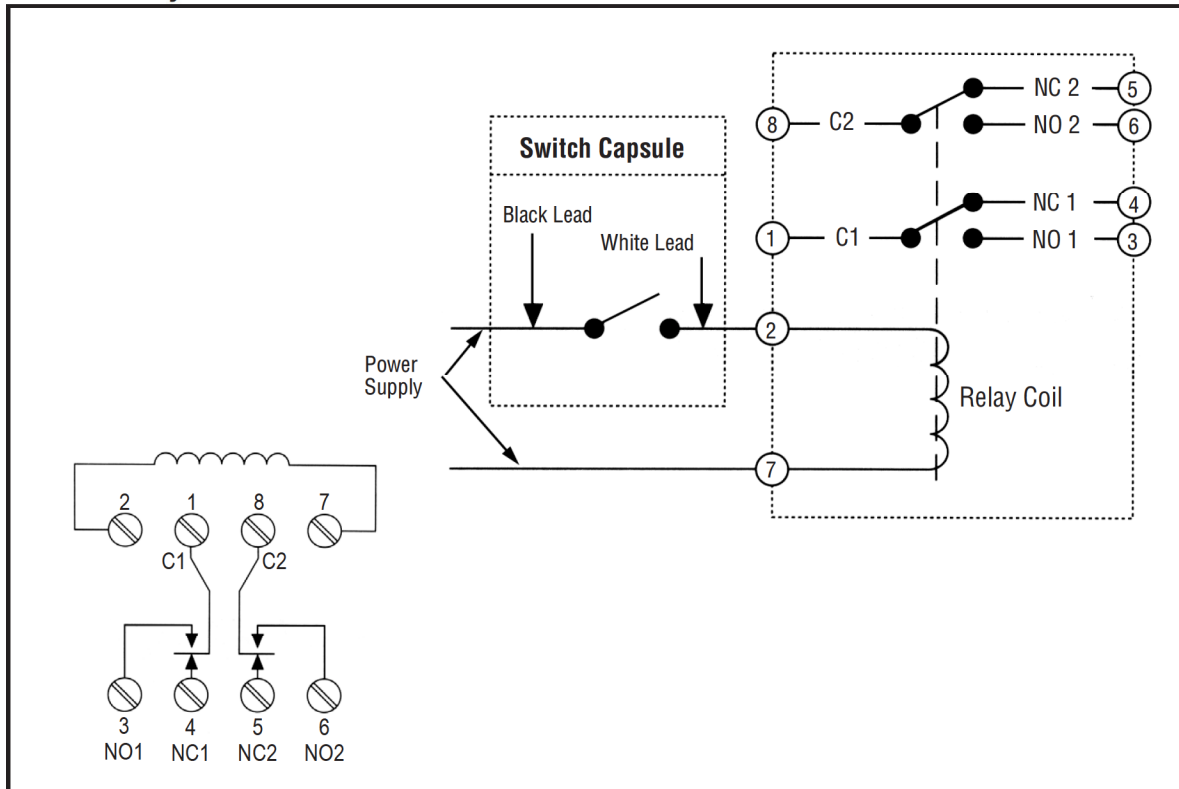 8 C2 NC 2 5
NO 2 6
Switch Capsule
Black Lead
White Lead
1 C1 NC 1 4
NO 1 3
2
Power
Supply
Relay Coil
7
2 1 8 7
C1 C2
3 4 5 6
NO1 NC1 NC2 NO2